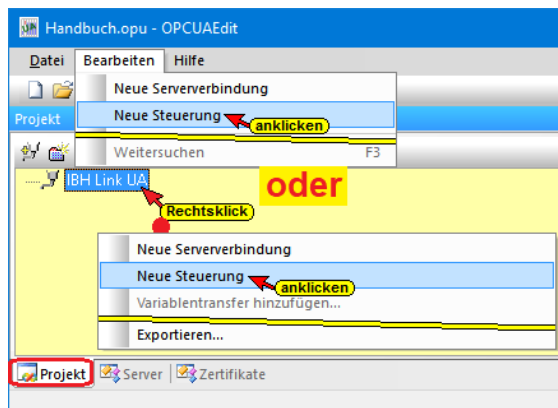 Handbuch.opu - OPCUAEdit
Datei Bearbeiten Hilfe
Neue Serververbindung
Neue Steuerung anklicken
Projekt
Weitersuchen F3
IBH Link UA
oder
Rechtsklick
Neue Serververbindung
Neue Steuerung anklicken
Variablentransfer hinzufügen...
Exportieren...
Projekt Server Zertifikate